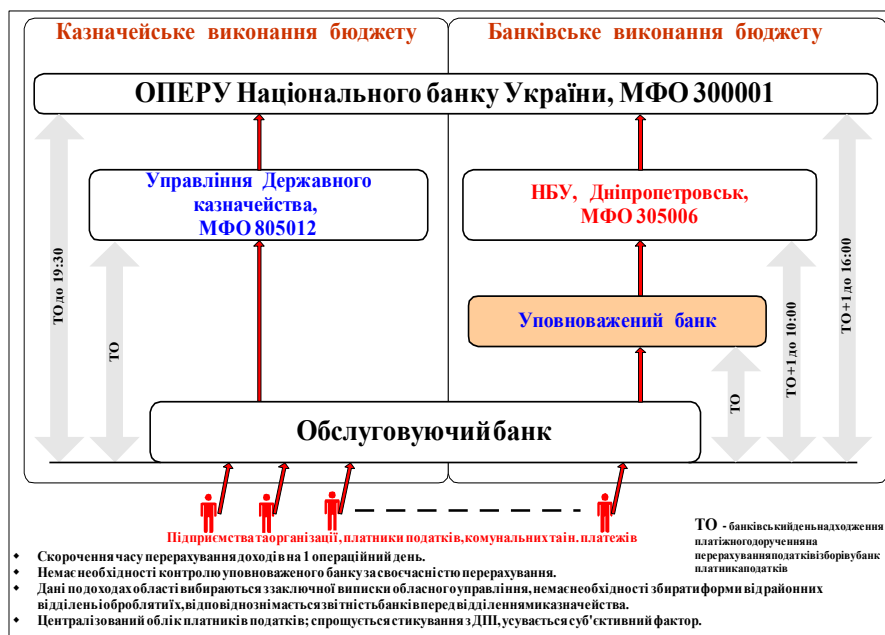 Казначейське виконання бюджету
Банківське виконання бюджету
ОПЕРУ Національного банку України, МФО 300001
Управління Державного
казначейства,
МФО 805012
НБУ, Дніпропетровськ,
МФО 305006
Уповноважений банк
ТО до 19:30
ТО
ТО
ТО+1 до 10:00
ТО+1 до 16:00
Обслуговуючий банк
Підприємства та організації, платники податків, комунальних та ін. платежів
ТО - банківський день надходження
платіжного доручення на
перерахування податків і зборів у банк
платника податків
• Скорочення часу перерахування доходів на 1 операційний день.
• Немає необхідності контролю уповноваженого банку за своєчасністю перерахування.
• Дані по доходах області вибираються з заключної виписки обласного управління, немає необхідності збирати форми від районних
відділень і обробляти їх, відповідно знімається звітність банків перед відділеннями казначейства.
• Централізований облік платників податків; спрощується стикування з ДПІ, усувається суб'єктивний фактор.